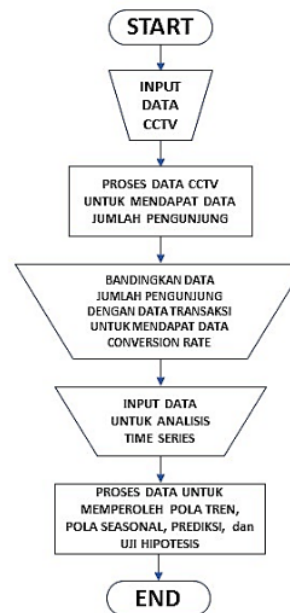 START
INPUT
DATA
CCTV
PROSES DATA CCTV
UNTUK MENDAPAT DATA
JUMLAH PENGUNJUNG
BANDINGKAN DATA
JUMLAH PENGUNJUNG
DENGAN DATA TRANSAKSI
UNTUK MENDAPAT DATA
CONVERSION RATE
INPUT DATA
UNTUK ANALISIS
TIME SERIES
PROSES DATA UNTUK
MEMPEROLEH POLA TREN,
POLA SEASONAL, PREDIKSI, dan
UJI HIPOTESIS
END